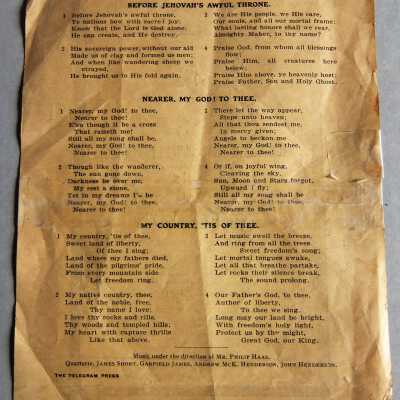 BEFORE JEHOVAH'S AWFUL THRONE.
1 Before Jehovah's awful throne,
Ye nations bow with sacred joy;
Know that the Lord is God alone;
He can create, and He destroy.
2 His sovereign power, without our aid
Made us of clay and formed us men;
And when like wandering sheep we
strayed,
He brought us to His fold again.
3 We are His people, we His care,
Our souls, and all our mortal frame;
What lasting honors shall we rear,
Almighty Maker, to thy name?
4 Praise God, from whom all blessings
flow;
Praise Him, all creatures here
below;
Praise Him above, ye heavenly host;
Praise Father, Son and Holy Ghost.
NEARER, MY GOD! TO THEE.
1 Nearer, my God! to thee,
Nearer to thee!
E'en though it be a cross
That raiseth me!
Still all my song shall be,
Nearer, my God! to thee,
Nearer to thee!
2 Though like the wanderer,
The sun gone down,
Darkness be over me,
My rest a stone,
Yet in my dreams I'd be
Nearer, my God! to thee,
Nearer to thee!
3 There let the way appear,
Steps unto heaven;
All that thou sendest me,
In mercy given;
Angels to beckon me
Nearer, my God! to thee,
Nearer to thee!
4 Or if, on joyful wing,
Cleaving the sky,
Sun, Moon and Stars forgot,
Upward I fly;
Still all my song shall be
Nearer, my God! to thee,
Nearer to thee!
MY COUNTRY, 'TIS OF THEE.
1 My country, 'tis of thee,
Sweet land of liberty,
Of thee I sing;
Land where my fathers died,
Land of the pilgrims' pride,
From every mountain side
Let freedom ring.
2 My native country, thee,
Land of the noble, free,
Thy name I love;
I love thy rocks and rills,
Thy woods and templed hills;
My heart with rapture thrills
Like that above.
3 Let music swell the breeze,
And ring from all the trees
Sweet freedom's song;
Let mortal tongues awake,
Let all that breathe partake,
Let rocks their silence break,
The sound prolong.
4 Our Father's God, to thee,
Author of liberty,
To thee we sing.
Long may our land be bright,
With freedom's holy light,
Protect us by thy might,
Great God, our King.
Music under the direction of MR. PHILIP HAAS.
Quartette, JAMES SHORT, GARFIELD JAMES, ANDREW MCK. HENDERSON, JOHN HENDERSON.
THE TELEGRAM PRESS